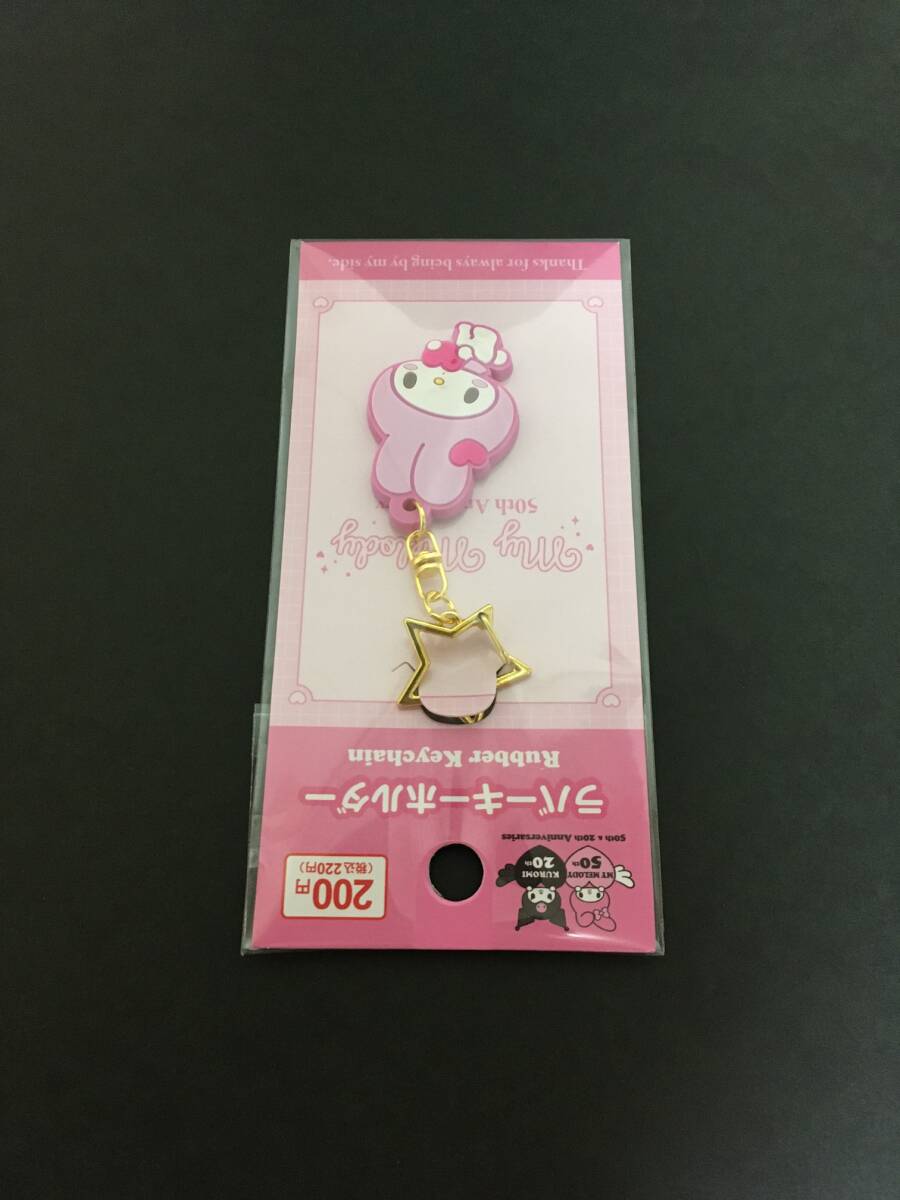 50th & 20th Anniversaries
MY MELODY
50th
KUROMI
20th
200円
(税込220円)
ラバーキーホルダー
Rubber Keychain
My Melody
50th
Thanks for always being by my side.